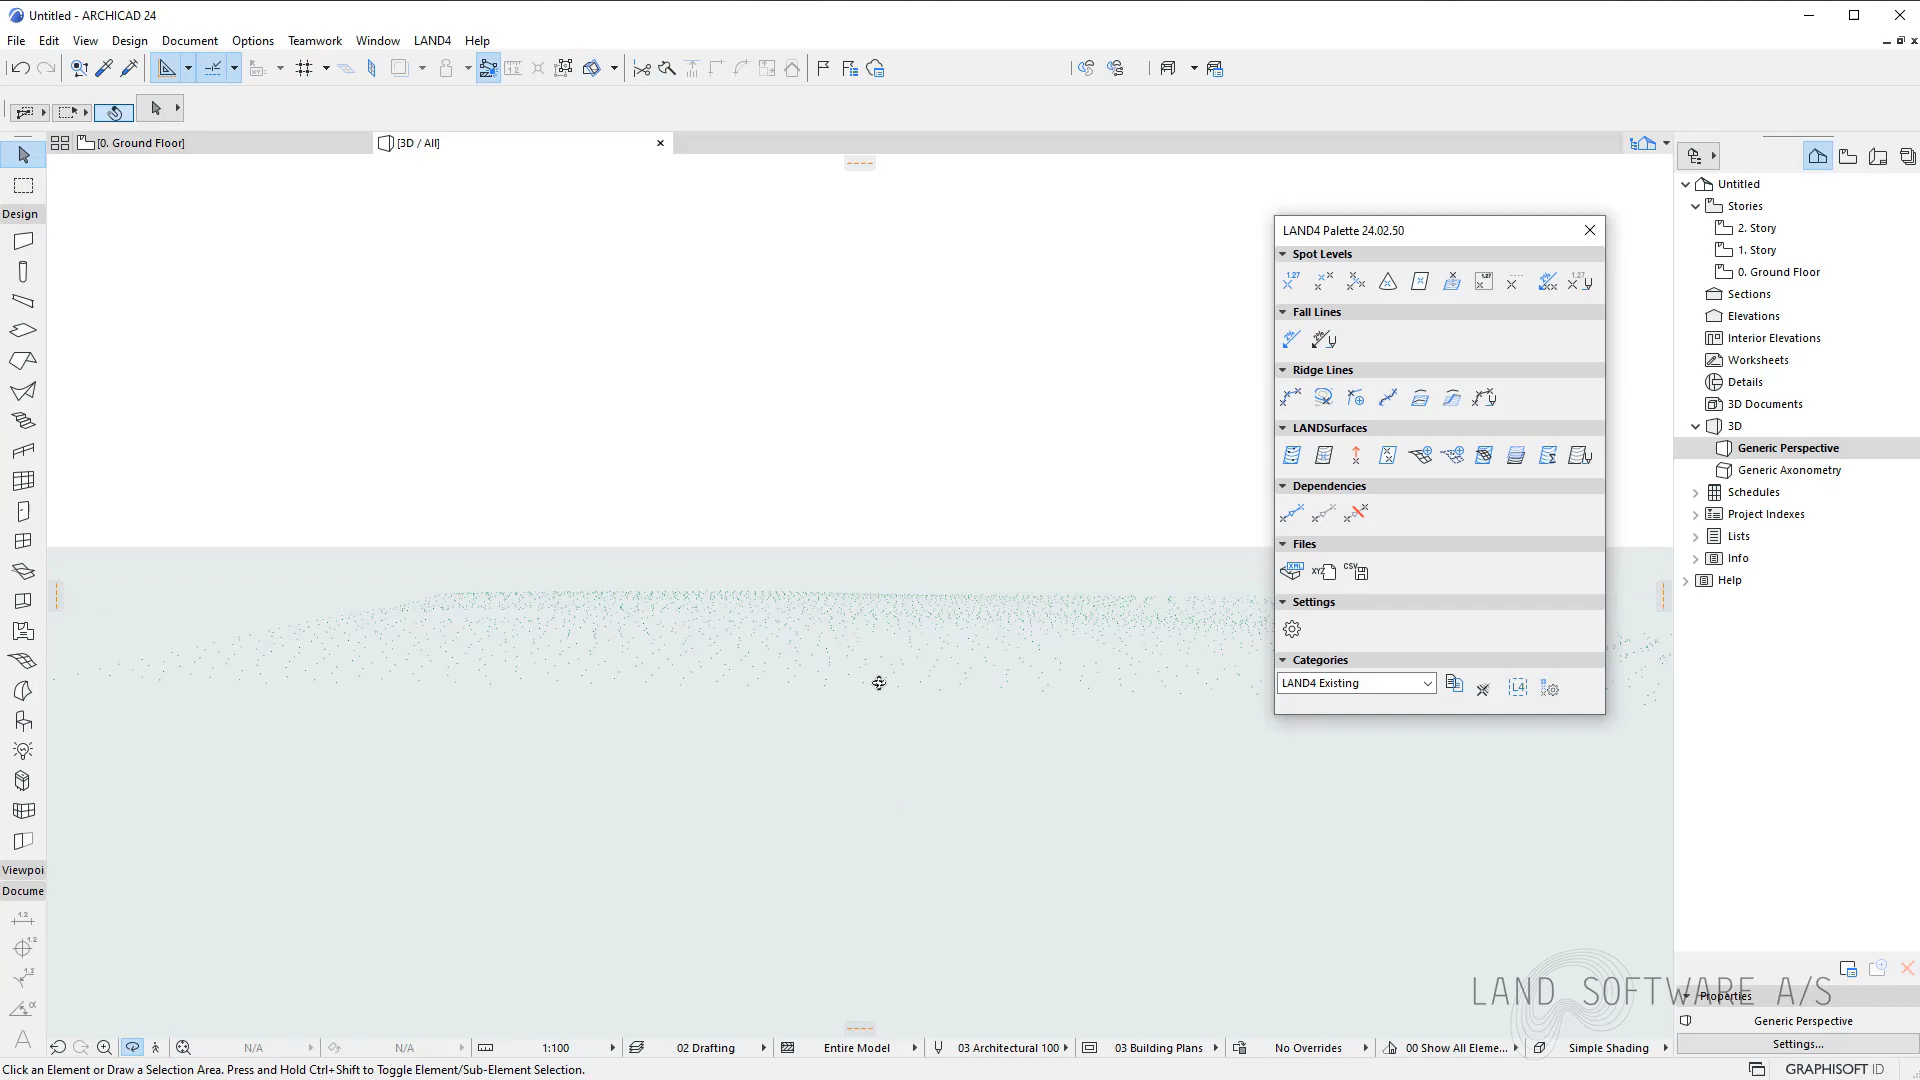 Untitled - ARCHICAD 24
File Edit View Design Document Options Teamwork Window LAND4 Help
[0. Ground Floor]
[3D / All]
Design
Viewpoi
Docume
LAND4 Palette 24.02.50
Spot Levels
Fall Lines
Ridge Lines
LANDSurfaces
Dependencies
Files
Settings
Categories
LAND4 Existing
Untitled
Stories
2. Story
1. Story
0. Ground Floor
Sections
Elevations
Interior Elevations
Worksheets
Details
3D Documents
3D
Generic Perspective
Generic Axonometry
Schedules
Project Indexes
Lists
Info
Help
LAND SOFTWARE A/S
Properties
Generic Perspective
Settings...
N/A N/A 1:100 02 Drafting Entire Model 03 Architectural 100 03 Building Plans No Overrides 00 Show All Eleme... Simple Shading
Click an Element or Draw a Selection Area. Press and Hold Ctrl+Shift to Toggle Element/Sub-Element Selection.
GRAPHISOFT ID